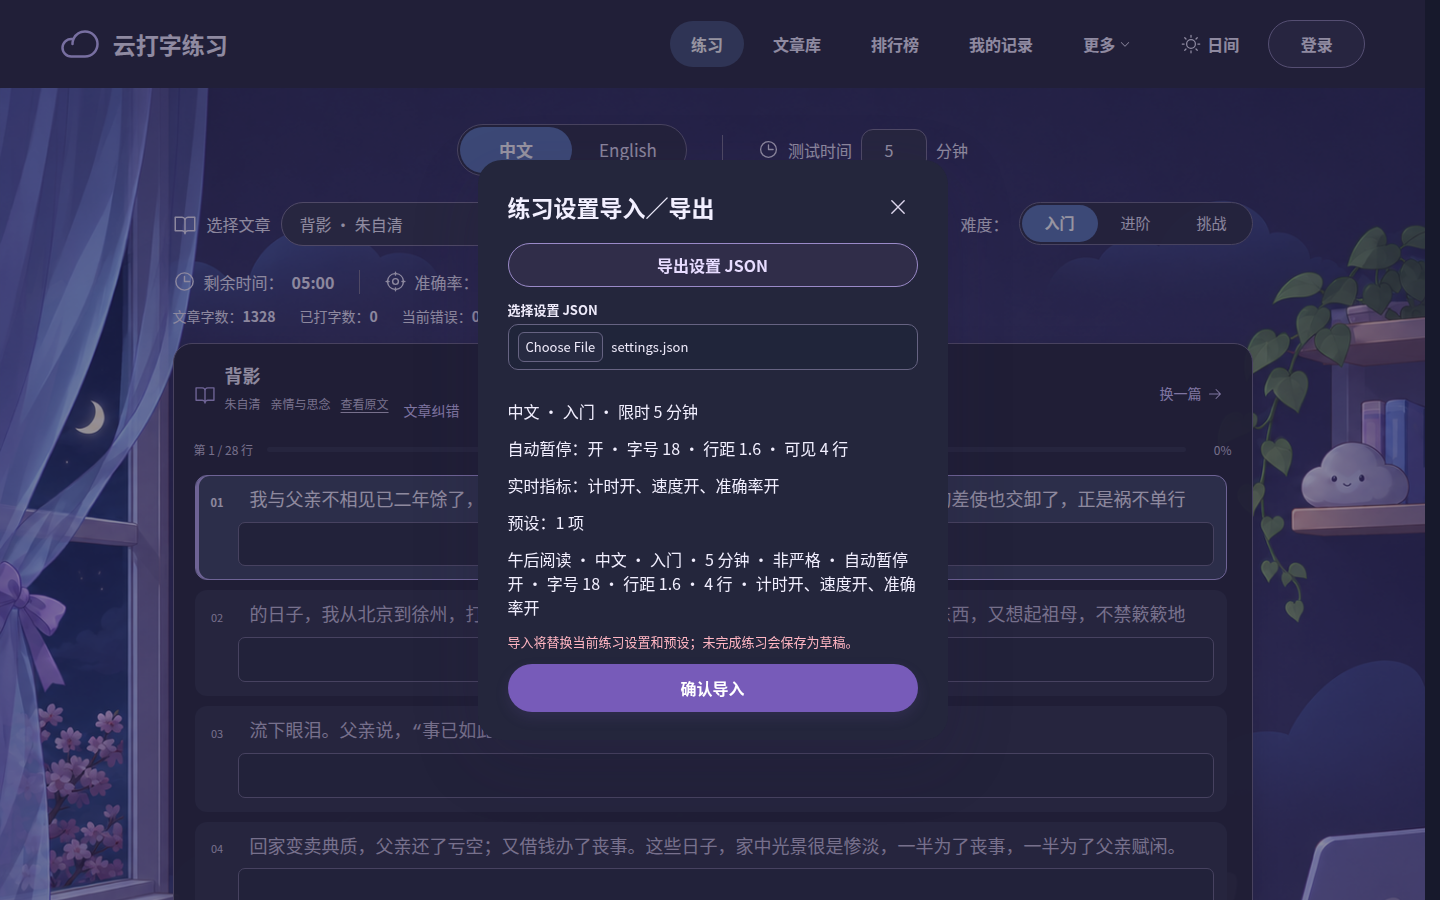 云打字练习
练习 文章库 排行榜 我的记录 更多 日间 登录
中文 English 测试时间 5 分钟
选择文章 背影 · 朱自清 难度： 入门 进阶 挑战
剩余时间： 05:00 准确率：
文章字数：1328 已打字数：0 当前错误：0
练习设置导入／导出
导出设置 JSON
选择设置 JSON
Choose File settings.json
中文 · 入门 · 限时 5 分钟
自动暂停：开 · 字号 18 · 行距 1.6 · 可见 4 行
实时指标：计时开、速度开、准确率开
预设：1 项
午后阅读 · 中文 · 入门 · 5 分钟 · 非严格 · 自动暂停
开 · 字号 18 · 行距 1.6 · 4 行 · 计时开、速度开、准确
率开
导入将替换当前练习设置和预设；未完成练习会保存为草稿。
确认导入
背影
朱自清 亲情与思念 查看原文 文章纠错 换一篇
第 1 / 28 行 0%
01 我与父亲不相见已二年馀了， 差使也交卸了，正是祸不单行
02 的日子，我从北京到徐州， 西，又想起祖母，不禁簌簌地
03 流下眼泪。父亲说，“事已如此
04 回家变卖典质，父亲还了亏空；又借钱办了丧事。这些日子，家中光景很是惨淡，一半为了丧事，一半为了父亲赋闲。